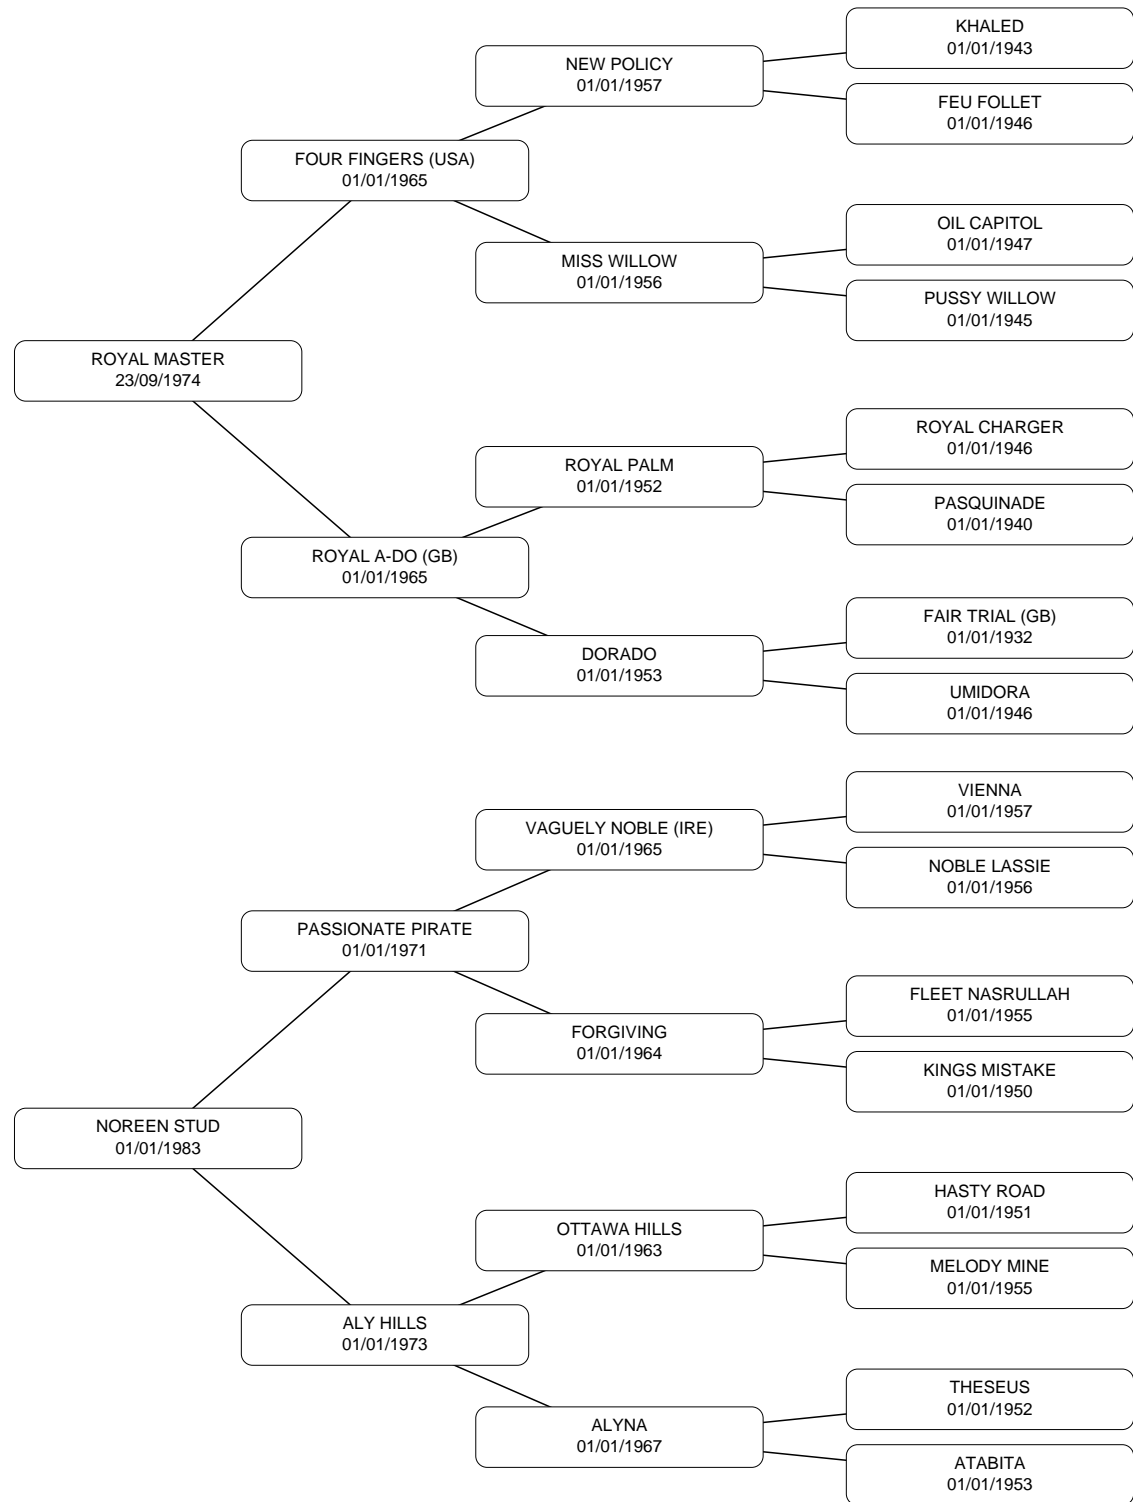 KHALED
01/01/1943
NEW POLICY
01/01/1957
FEU FOLLET
01/01/1946
FOUR FINGERS (USA)
01/01/1965
OIL CAPITOL
01/01/1947
MISS WILLOW
01/01/1956
PUSSY WILLOW
01/01/1945
ROYAL MASTER
23/09/1974
ROYAL CHARGER
01/01/1946
ROYAL PALM
01/01/1952
PASQUINADE
01/01/1940
ROYAL A-DO (GB)
01/01/1965
FAIR TRIAL (GB)
01/01/1932
DORADO
01/01/1953
UMIDORA
01/01/1946
VIENNA
01/01/1957
VAGUELY NOBLE (IRE)
01/01/1965
NOBLE LASSIE
01/01/1956
PASSIONATE PIRATE
01/01/1971
FLEET NASRULLAH
01/01/1955
FORGIVING
01/01/1964
KINGS MISTAKE
01/01/1950
NOREEN STUD
01/01/1983
HASTY ROAD
01/01/1951
OTTAWA HILLS
01/01/1963
MELODY MINE
01/01/1955
ALY HILLS
01/01/1973
THESEUS
01/01/1952
ALYNA
01/01/1967
ATABITA
01/01/1953